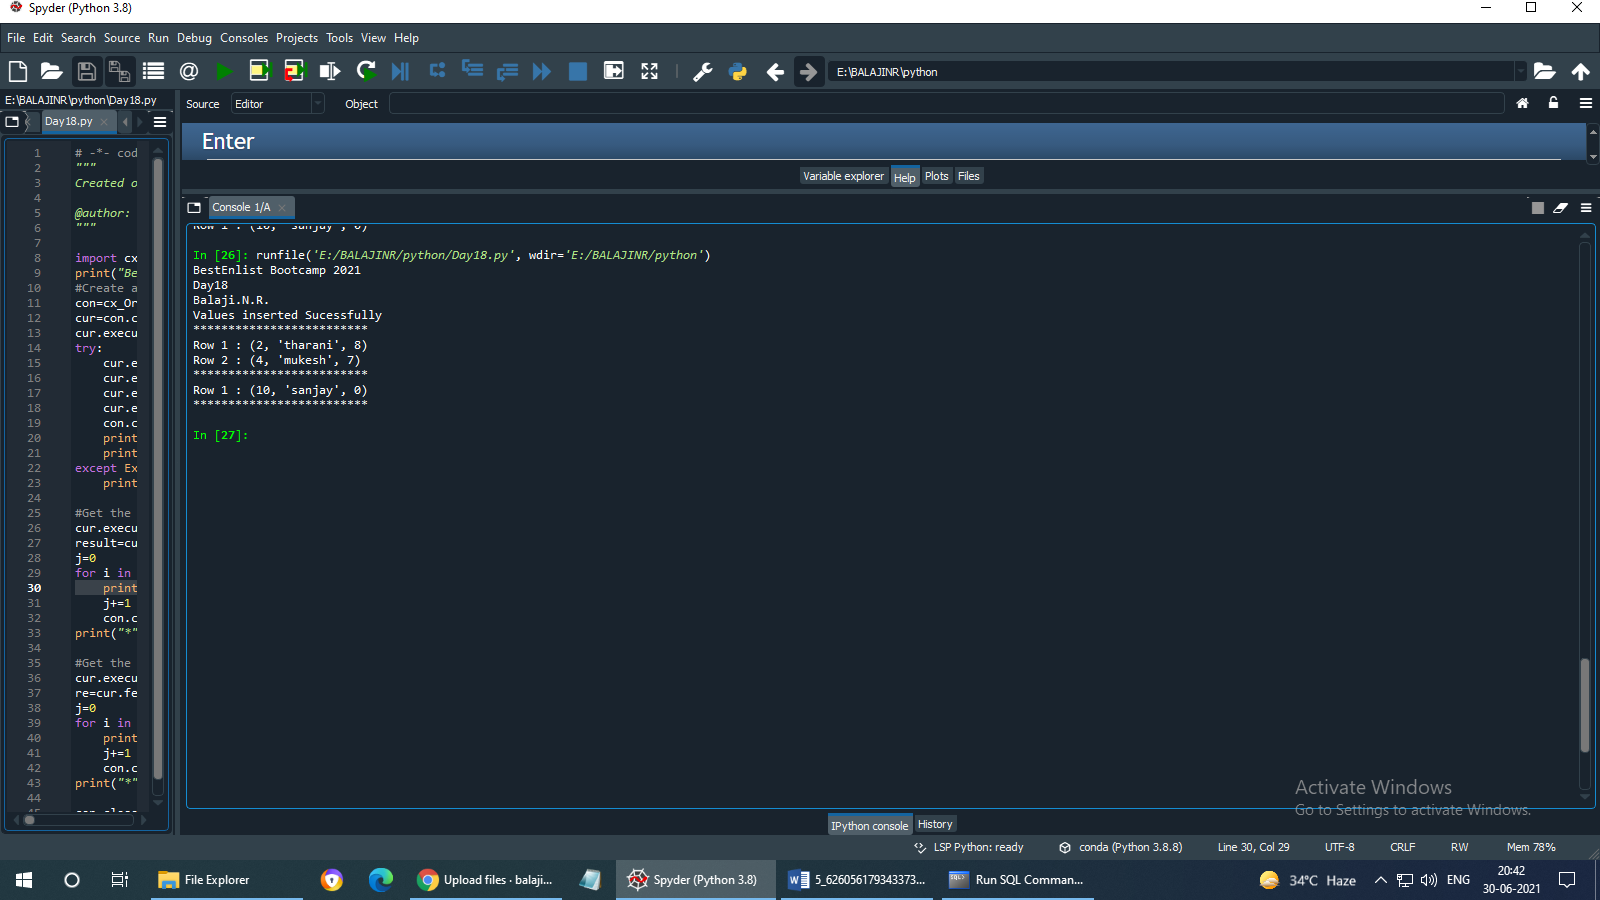 Spyder (Python 3.8)
File Edit Search Source Run Debug Consoles Projects Tools View Help
E:\BALAJINR\python
E:\BALAJINR\python\Day18.py
Source Editor Object
Day18.py
Enter
Variable explorer Help Plots Files
Console 1/A
1 # -*- cod
2 """
3 Created o
4
5 @author:
6 """
7
8 import cx
9 print("Be
10 #Create a
11 con=cx_Or
12 cur=con.c
13 cur.execu
14 try:
15 cur.e
16 cur.e
17 cur.e
18 cur.e
19 con.c
20 print
21 print
22 except Ex
23 print
24
25 #Get the
26 cur.execu
27 result=cu
28 j=0
29 for i in
30 print
31 j+=1
32 con.c
33 print("*"
34
35 #Get the
36 cur.execu
37 re=cur.fe
38 j=0
39 for i in
40 print
41 j+=1
42 con.c
43 print("*"
44
Row 1 : (10, 'sanjay', 0)
In [26]: runfile('E:/BALAJINR/python/Day18.py', wdir='E:/BALAJINR/python')
BestEnlist Bootcamp 2021
Day18
Balaji.N.R.
Values inserted Sucessfully
*************************
Row 1 : (2, 'tharani', 8)
Row 2 : (4, 'mukesh', 7)
*************************
Row 1 : (10, 'sanjay', 0)
*************************
In [27]:
Activate Windows
Go to Settings to activate Windows.
IPython console History
LSP Python: ready conda (Python 3.8.8) Line 30, Col 29 UTF-8 CRLF RW Mem 78%
File Explorer Upload files · balaji... Spyder (Python 3.8) 5_626056179343373... Run SQL Comman... 34°C Haze ENG 20:42
30-06-2021